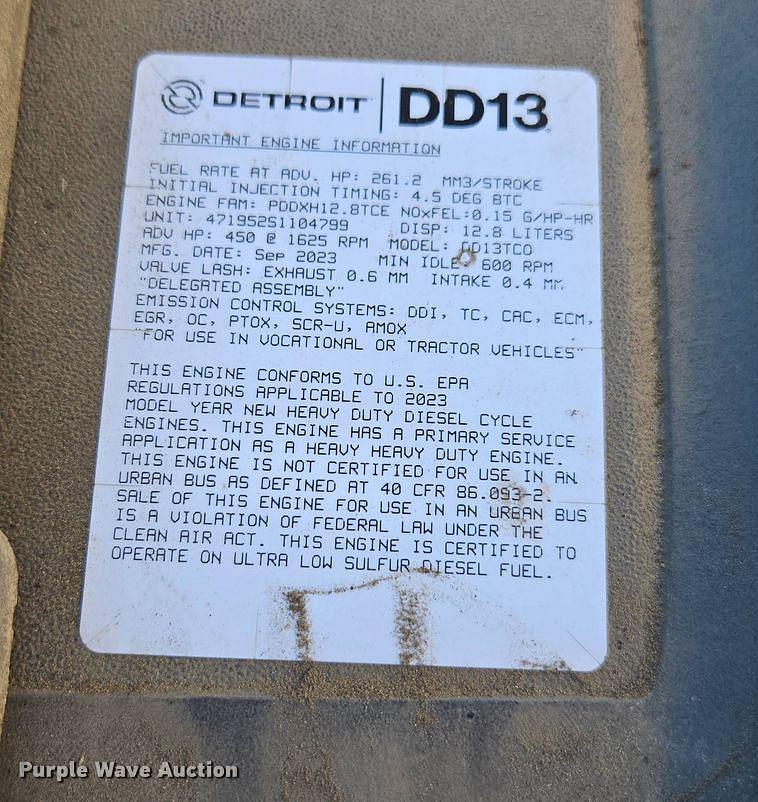 DETROIT DD13
IMPORTANT ENGINE INFORMATION
FUEL RATE AT ADV. HP: 261.2 MM3/STROKE
INITIAL INJECTION TIMING: 4.5 DEG BTC
ENGINE FAM: PDDXH12.8TCE NOxFEL:0.15 G/HP-HR
UNIT: 471952S1104799 DISP: 12.8 LITERS
ADV HP: 450 @ 1625 RPM MODEL: DD13TCO
MFG. DATE: Sep 2023 MIN IDLE: 600 RPM
VALVE LASH: EXHAUST 0.6 MM INTAKE 0.4 MM
"DELEGATED ASSEMBLY"
EMISSION CONTROL SYSTEMS: DDI, TC, CAC, ECM,
EGR, OC, PTOX, SCR-U, AMOX
"FOR USE IN VOCATIONAL OR TRACTOR VEHICLES"
THIS ENGINE CONFORMS TO U.S. EPA
REGULATIONS APPLICABLE TO 2023
MODEL YEAR NEW HEAVY DUTY DIESEL CYCLE
ENGINES. THIS ENGINE HAS A PRIMARY SERVICE
APPLICATION AS A HEAVY HEAVY DUTY ENGINE.
THIS ENGINE IS NOT CERTIFIED FOR USE IN AN
URBAN BUS AS DEFINED AT 40 CFR 86.093-2.
SALE OF THIS ENGINE FOR USE IN AN URBAN BUS
IS A VIOLATION OF FEDERAL LAW UNDER THE
CLEAN AIR ACT. THIS ENGINE IS CERTIFIED TO
OPERATE ON ULTRA LOW SULFUR DIESEL FUEL.
Purple Wave Auction